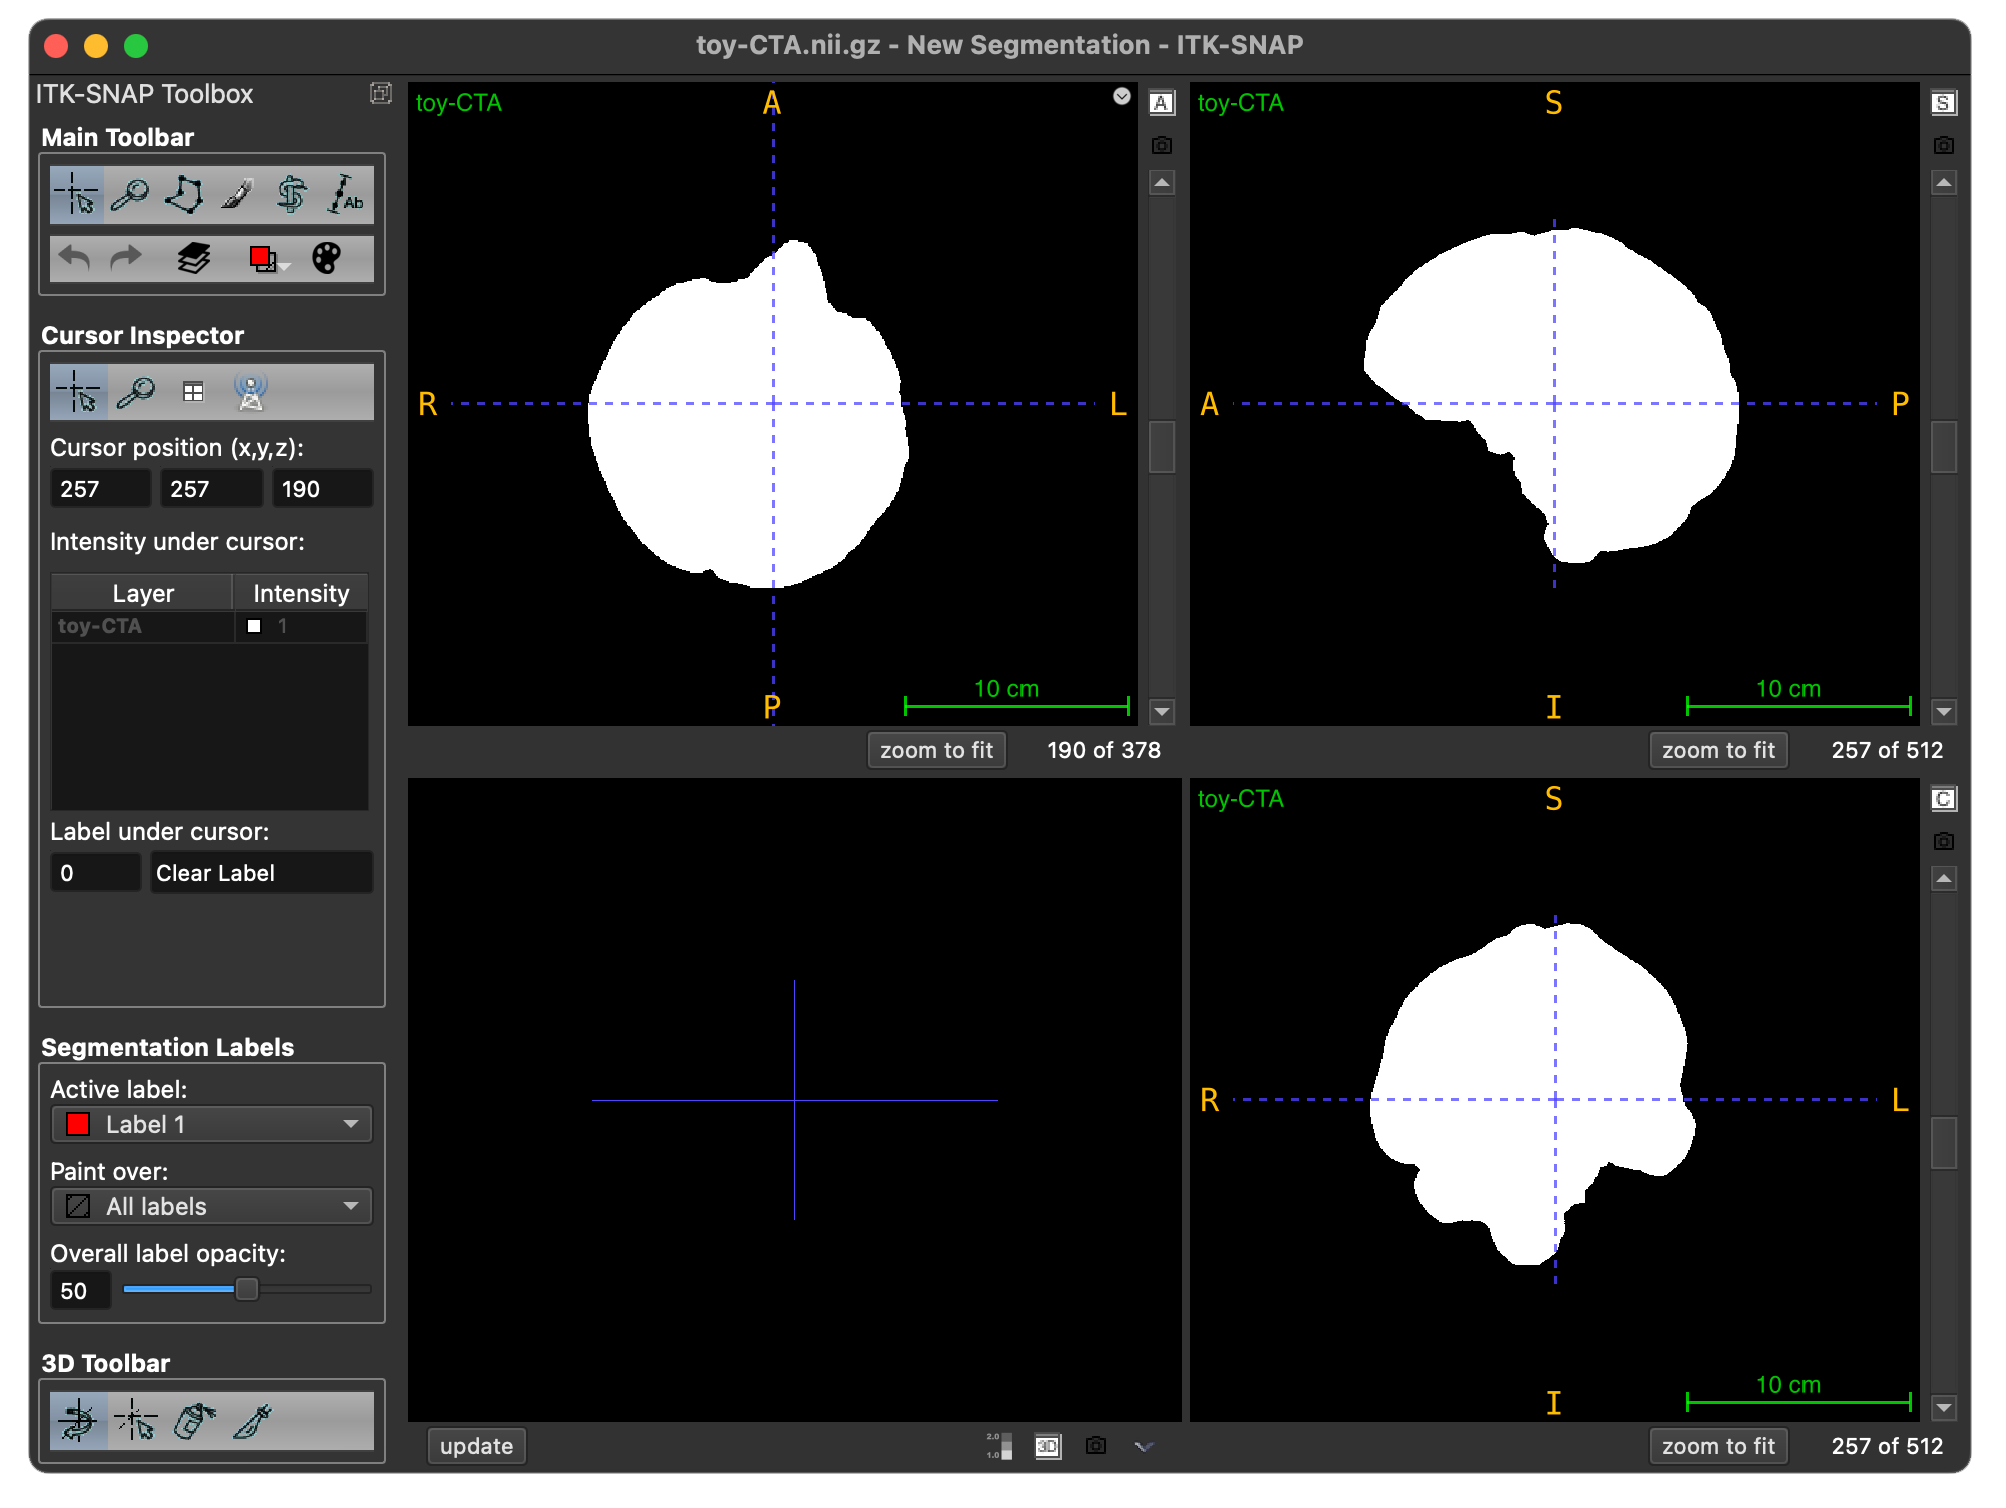 toy-CTA.nii.gz - New Segmentation - ITK-SNAP
ITK-SNAP Toolbox
Main Toolbar
Ab
Cursor Inspector
Cursor position (x,y,z):
257 257 190
Intensity under cursor:
Layer Intensity
toy-CTA 1
Label under cursor:
0 Clear Label
Segmentation Labels
Active label:
Label 1
Paint over:
All labels
Overall label opacity:
50
3D Toolbar
toy-CTA
A
A
R
L
10 cm
P
zoom to fit 190 of 378
toy-CTA
S
S
A
P
10 cm
I
zoom to fit 257 of 512
update
2.0
1.0
3D
toy-CTA
S
C
R
L
10 cm
I
zoom to fit 257 of 512